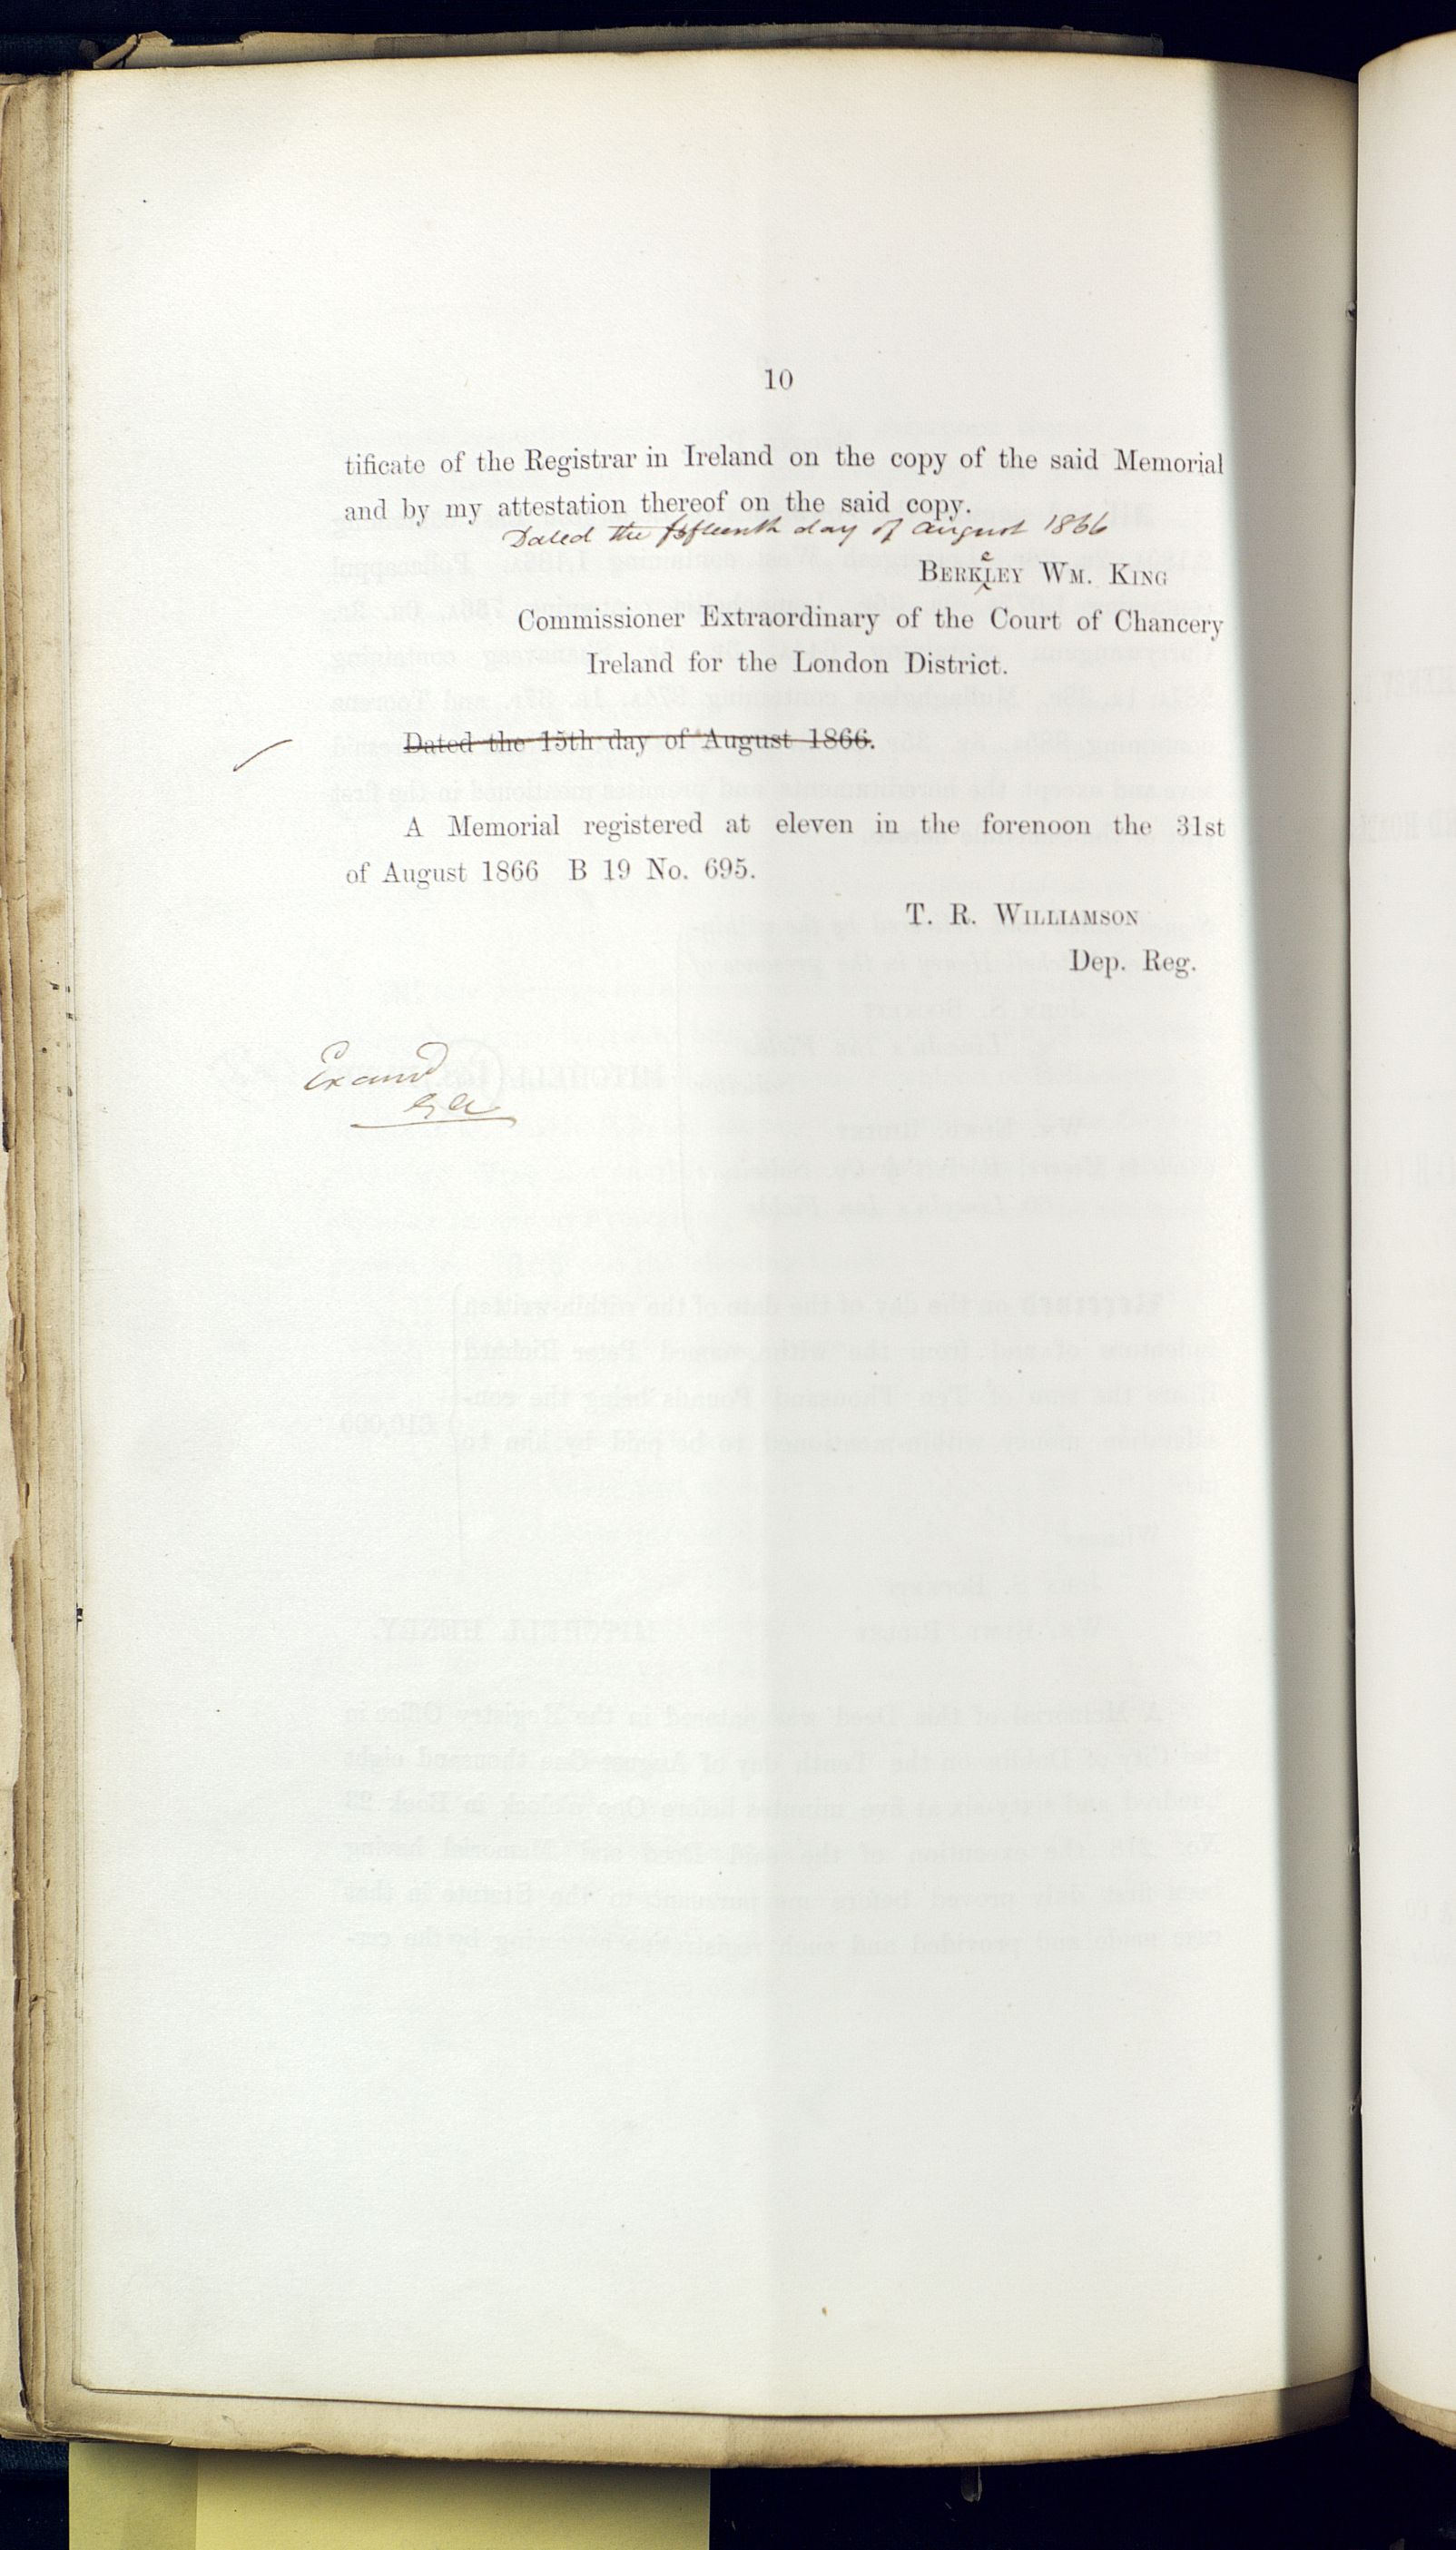 10
tificate of the Registrar in Ireland on the copy of the said Memorial
and by my attestation thereof on the said copy.
Dated the fifteenth day of August 1866
BERKELEY WM. KING
Commissioner Extraordinary of the Court of Chancery
Ireland for the London District.
Dated the 15th day of August 1866.
A Memorial registered at eleven in the forenoon the 31st
of August 1866 B 19 No. 695.
T. R. WILLIAMSON
Dep. Reg.
Examd